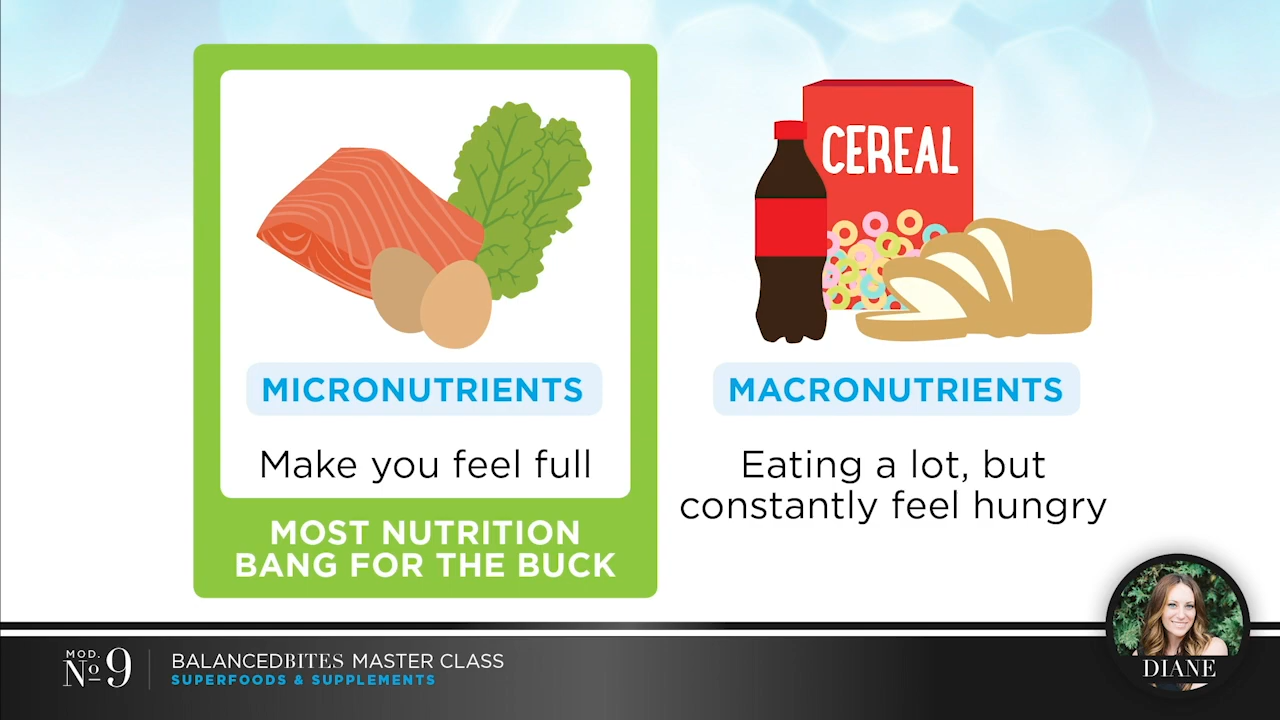 CEREAL
MICRONUTRIENTS
Make you feel full
MOST NUTRITION
BANG FOR THE BUCK
MACRONUTRIENTS
Eating a lot, but
constantly feel hungry
MOD.
No 9
BALANCEDBITES MASTER CLASS
SUPERFOODS & SUPPLEMENTS
DIANE